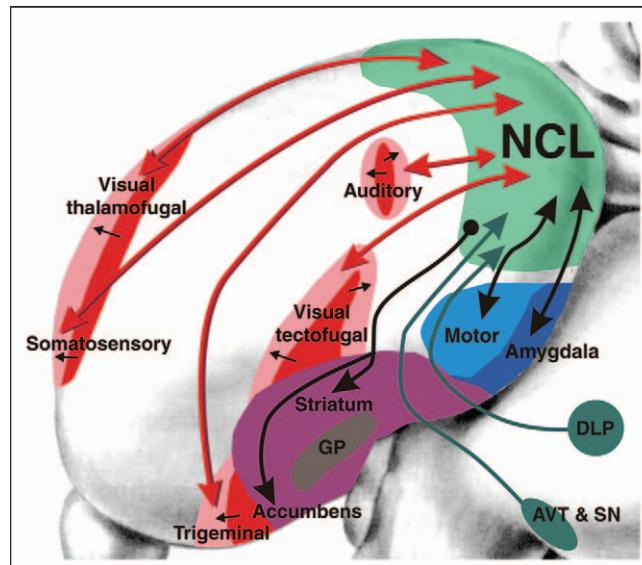 NCL
Visual
thalamofugal
Auditory
Somatosensory
Visual
tectofugal
Motor
Amygdala
Striatum
GP
DLP
Accumbens
Trigeminal
AVT & SN